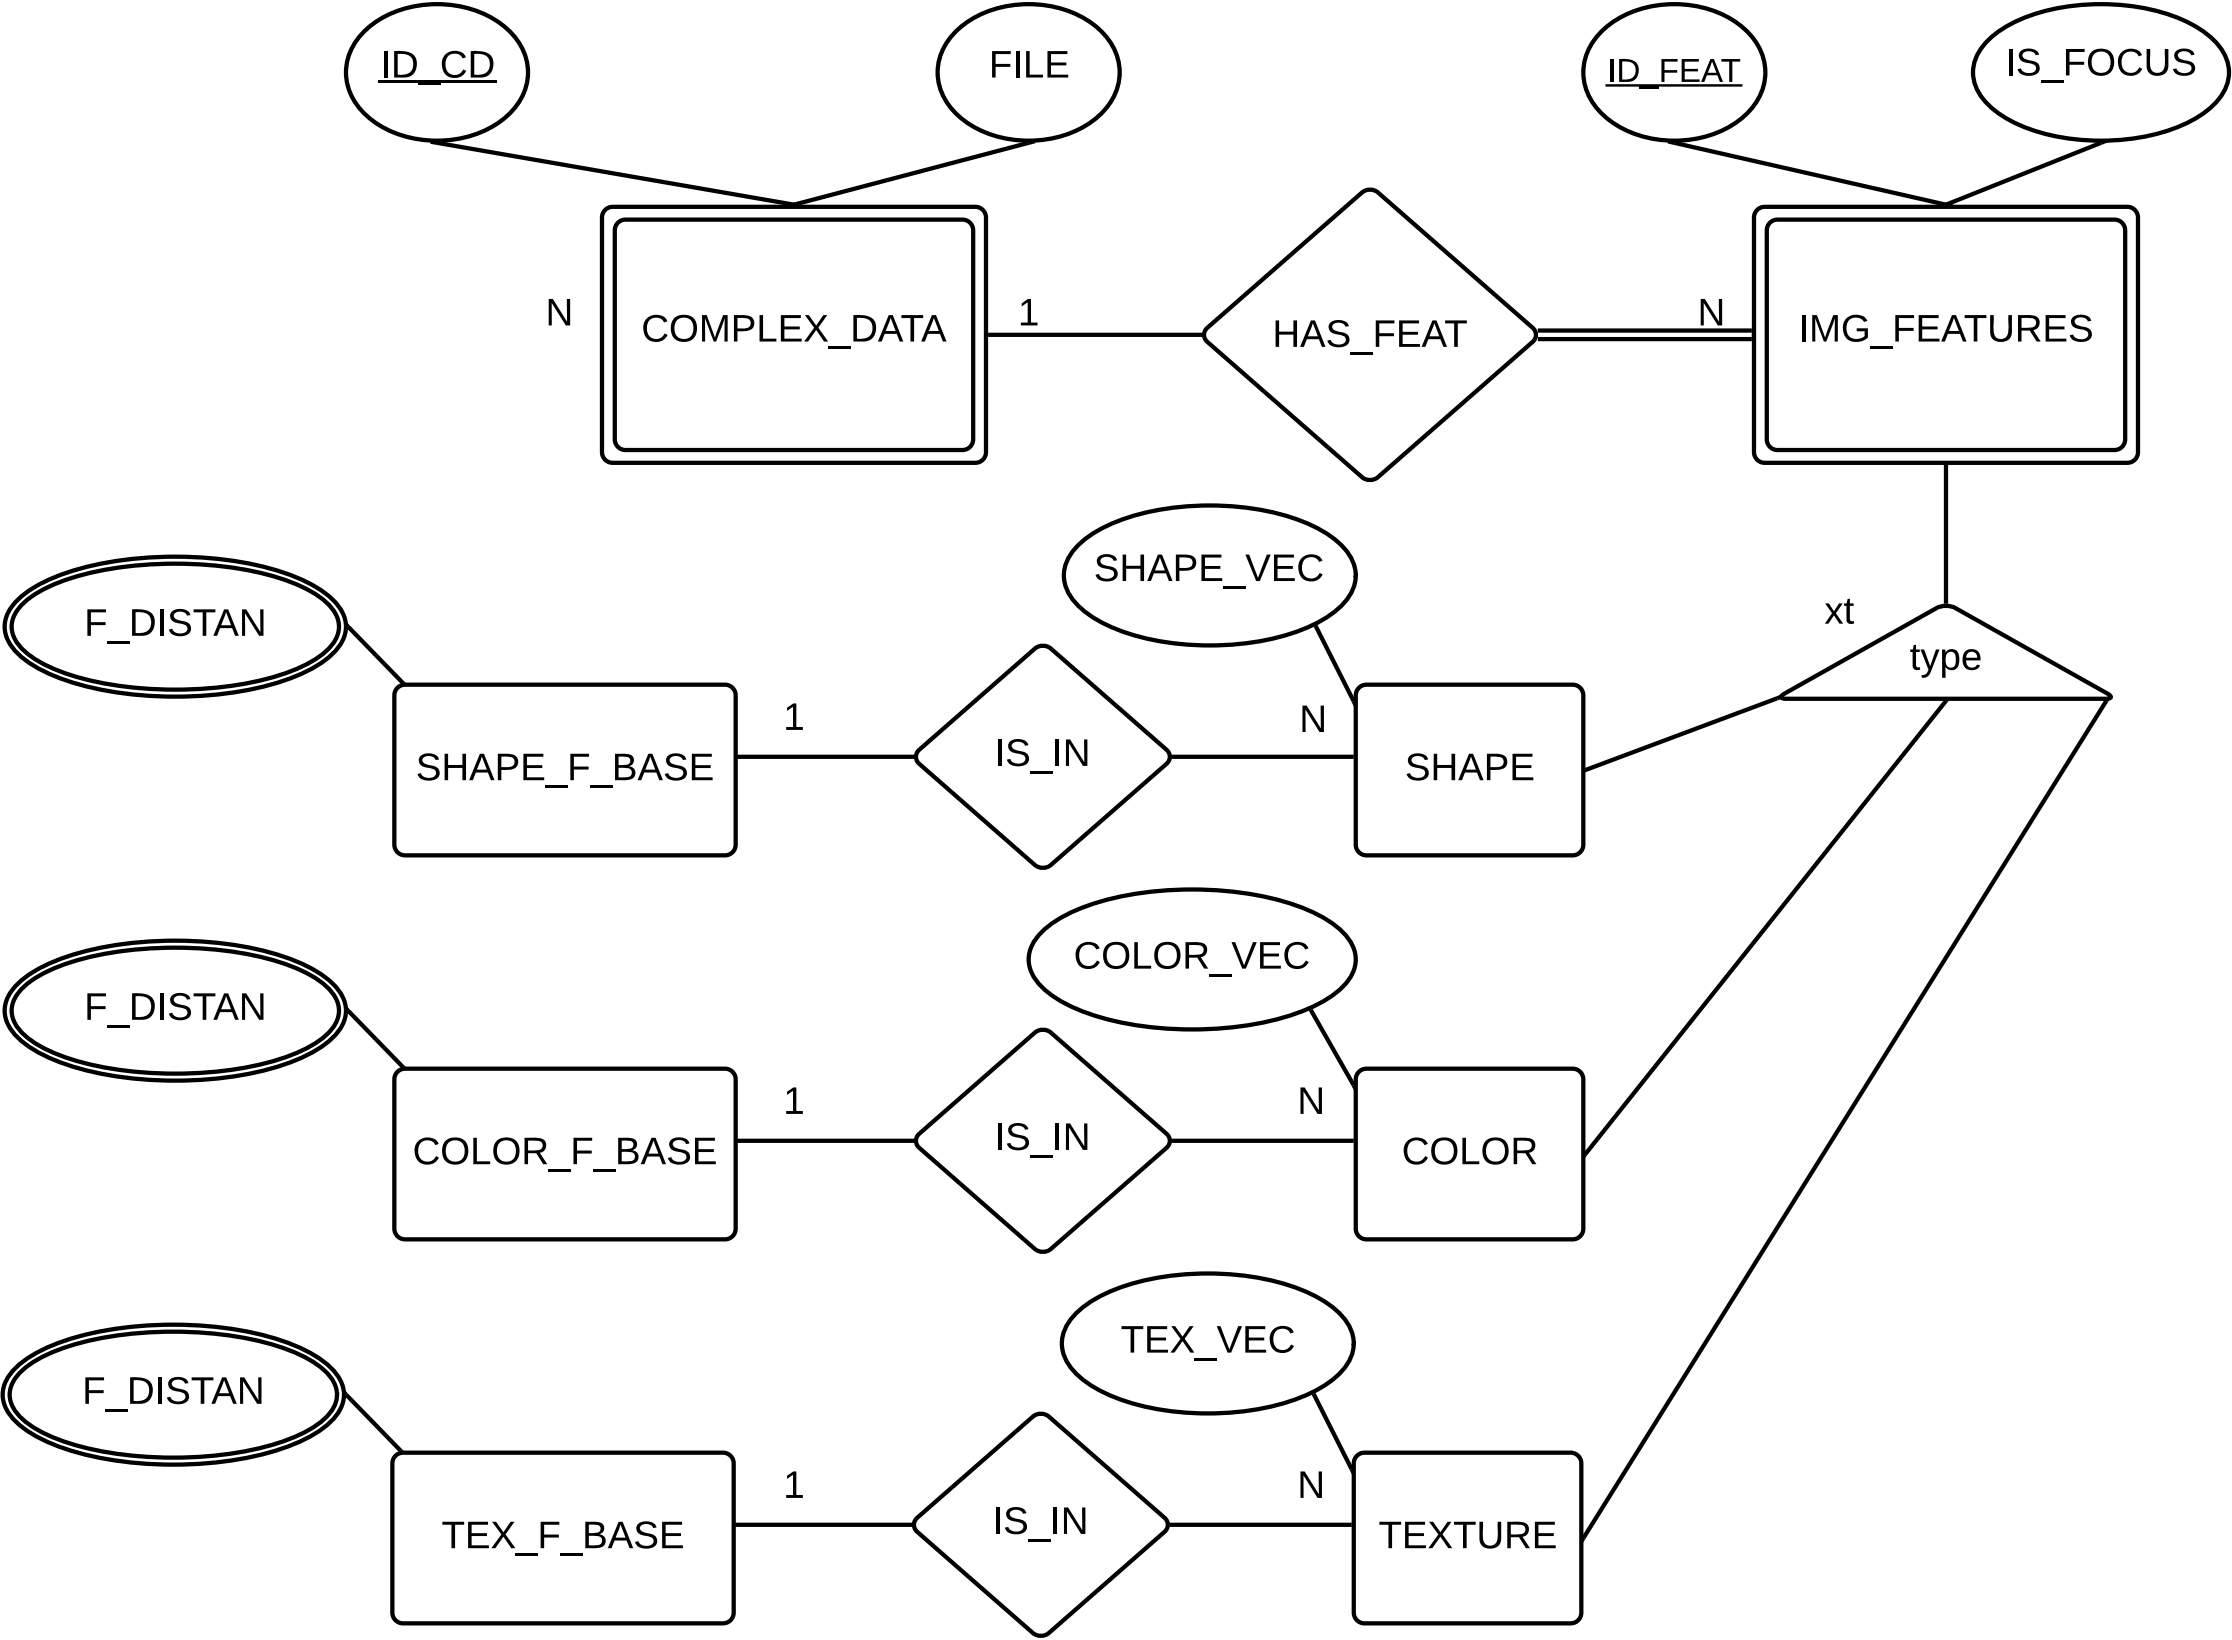 ID_CD
FILE
ID_FEAT
IS_FOCUS
N
COMPLEX_DATA
1
HAS_FEAT
N
IMG_FEATURES
SHAPE_VEC
F_DISTAN
xt
type
SHAPE_F_BASE
1
IS_IN
N
SHAPE
COLOR_VEC
F_DISTAN
COLOR_F_BASE
1
IS_IN
N
COLOR
TEX_VEC
F_DISTAN
TEX_F_BASE
1
IS_IN
N
TEXTURE